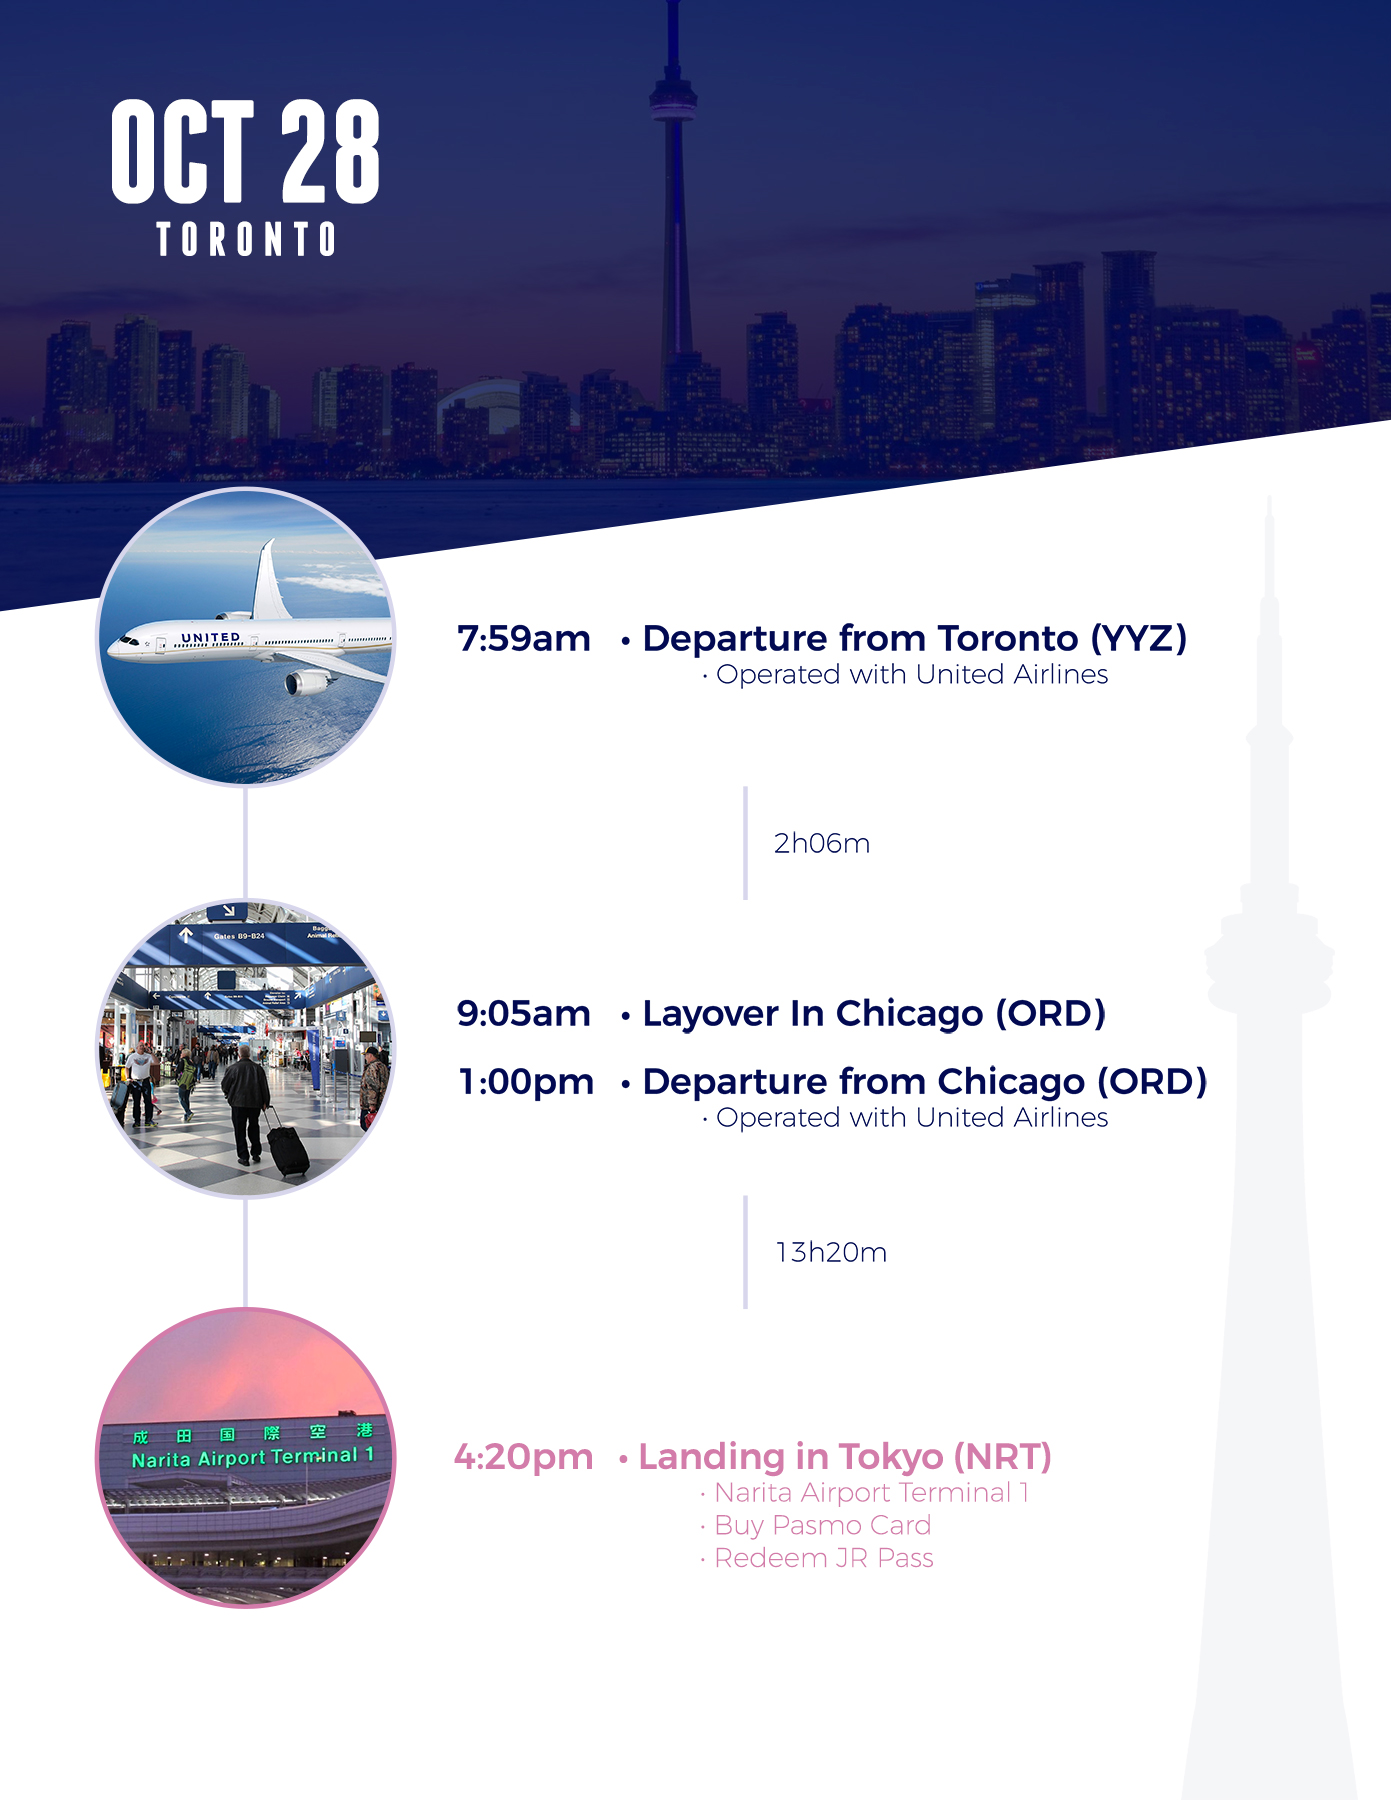 OCT 28
TORONTO
UNITED
7:59am • Departure from Toronto (YYZ)
• Operated with United Airlines
2h06m
Gates B9-B24
9:05am • Layover In Chicago (ORD)
1:00pm • Departure from Chicago (ORD)
• Operated with United Airlines
13h20m
成田国際空港
Narita Airport Terminal 1
4:20pm • Landing in Tokyo (NRT)
• Narita Airport Terminal 1
• Buy Pasmo Card
• Redeem JR Pass